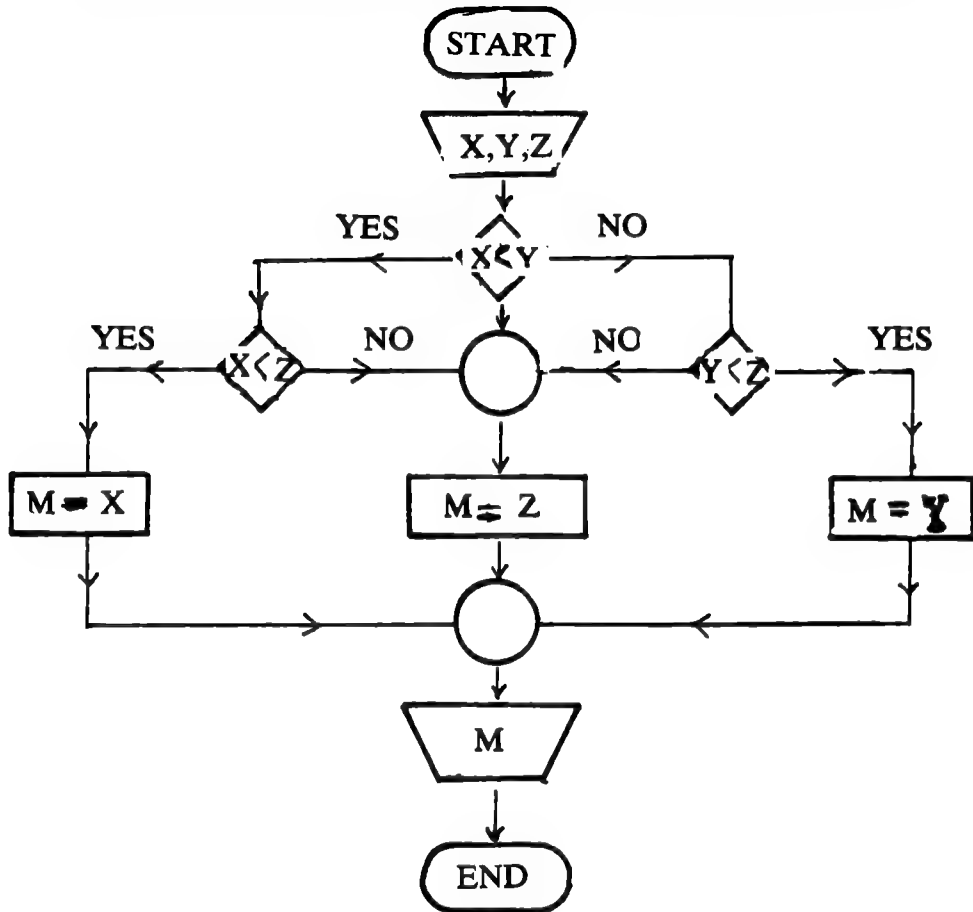 START
X, Y, Z
YES
NO
X < Y
YES
X < Z
NO
NO
Y < Z
YES
M = X
M = Z
M = Y
M
END